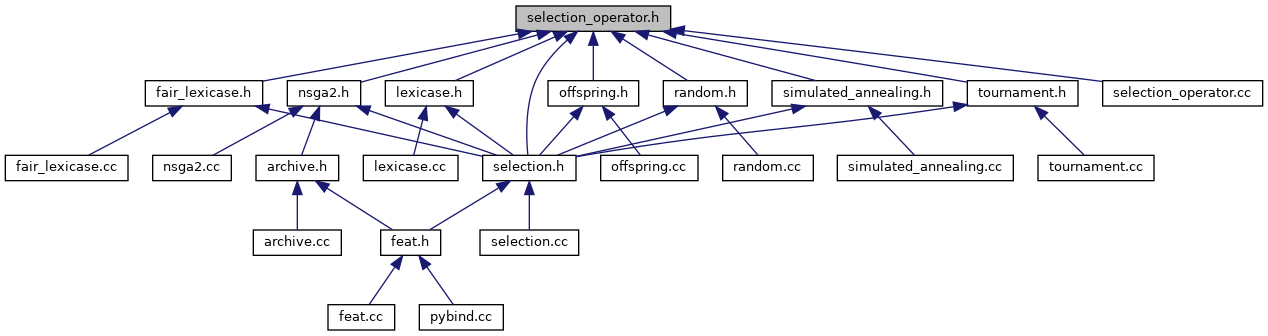 selection_operator.h
fair_lexicase.h
nsga2.h
lexicase.h
offspring.h
random.h
simulated_annealing.h
tournament.h
selection_operator.cc
fair_lexicase.cc
nsga2.cc
archive.h
lexicase.cc
selection.h
offspring.cc
random.cc
simulated_annealing.cc
tournament.cc
archive.cc
feat.h
selection.cc
feat.cc
pybind.cc